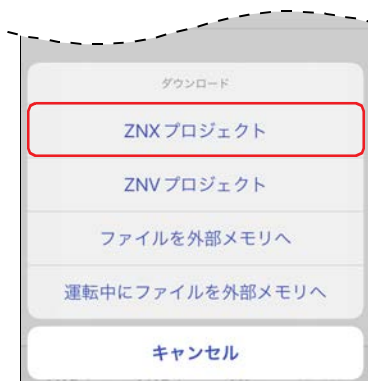 ダウンロード
ZNX プロジェクト
ZNV プロジェクト
ファイルを外部メモリへ
運転中にファイルを外部メモリへ
キャンセル